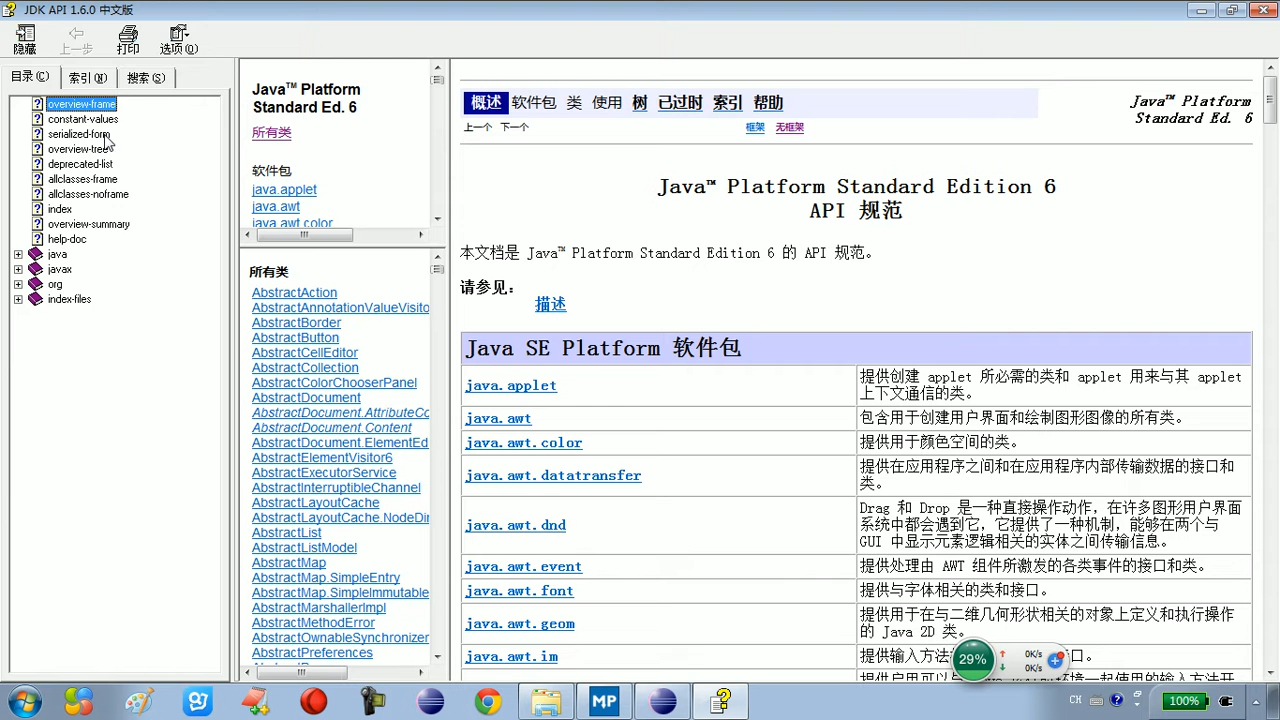 JDK API 1.6.0 中文版
隐藏
上一步
打印
选项(O)
目录(C)
索引(N)
搜索(S)
overview-frame
constant-values
serialized-form
overview-tree
deprecated-list
allclasses-frame
allclasses-noframe
index
overview-summary
help-doc
java
javax
org
index-files
Java™ Platform
Standard Ed. 6
所有类
软件包
java.applet
java.awt
java.awt.color
所有类
AbstractAction
AbstractAnnotationValueVisito
AbstractBorder
AbstractButton
AbstractCellEditor
AbstractCollection
AbstractColorChooserPanel
AbstractDocument
AbstractDocument.AttributeCo
AbstractDocument.Content
AbstractDocument.ElementEd
AbstractElementVisitor6
AbstractExecutorService
AbstractInterruptibleChannel
AbstractLayoutCache
AbstractLayoutCache.NodeDin
AbstractList
AbstractListModel
AbstractMap
AbstractMap.SimpleEntry
AbstractMap.SimpleImmutable
AbstractMarshallerImpl
AbstractMethodError
AbstractOwnableSynchronizer
AbstractPreferences
概述 软件包 类 使用 树 已过时 索引 帮助
Java™ Platform
Standard Ed. 6
上一个 下一个
框架 无框架
Java™ Platform Standard Edition 6
API 规范
本文档是 Java™ Platform Standard Edition 6 的 API 规范。
请参见:
描述
Java SE Platform 软件包
java.applet
提供创建 applet 所必需的类和 applet 用来与其 applet
上下文通信的类。
java.awt
包含用于创建用户界面和绘制图形图像的所有类。
java.awt.color
提供用于颜色空间的类。
java.awt.datatransfer
提供在应用程序之间和在应用程序内部传输数据的接口和
类。
java.awt.dnd
Drag 和 Drop 是一种直接操作动作，在许多图形用户界面
系统中都会遇到它，它提供了一种机制，能够在两个与
GUI 中显示元素逻辑相关的实体之间传输信息。
java.awt.event
提供处理由 AWT 组件所激发的各类事件的接口和类。
java.awt.font
提供与字体相关的类和接口。
java.awt.geom
提供用于在与二维几何形状相关的对象上定义和执行操作
的 Java 2D 类。
java.awt.im
提供输入方法 口。
29%
0K/s
0K/s
MP
CH
100%